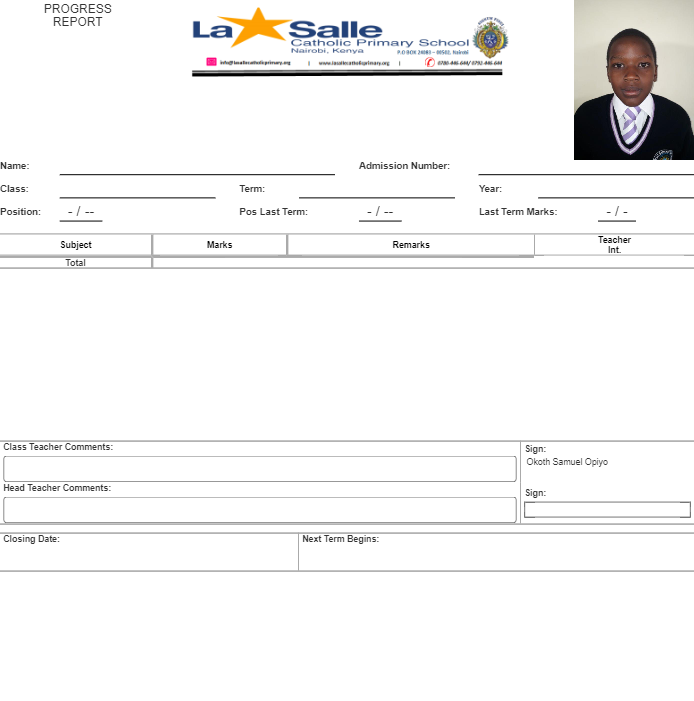 PROGRESS
REPORT
La Salle
Catholic Primary School
Nairobi, Kenya
P.O BOX 24083 – 00502, Nairobi
info@lasallecatholicprimary.org | www.lasallecatholicprimary.org | 0780-446-644/ 0792-446-644
Name: Admission Number:
Class: Term: Year:
Position: - / -- Pos Last Term: - / -- Last Term Marks: - / -
Subject Marks Remarks Teacher Int.
Total
Class Teacher Comments: Sign:
Okoth Samuel Opiyo
Head Teacher Comments: Sign:
Closing Date: Next Term Begins: